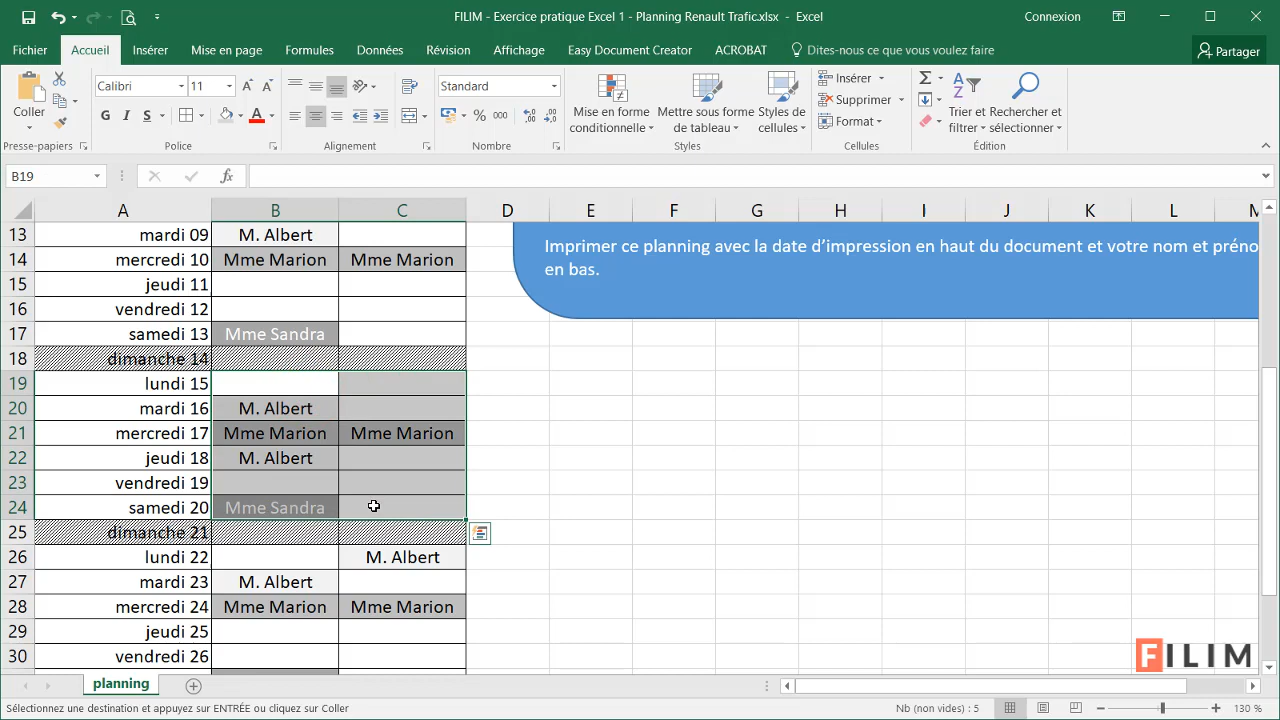 FILIM - Exercice pratique Excel 1 - Planning Renault Trafic.xlsx - Excel
Connexion
Fichier Accueil Insérer Mise en page Formules Données Révision Affichage Easy Document Creator ACROBAT Dites-nous ce que vous voulez faire Partager
Coller
Calibri 11
G I S A
Standard
% 000
Mise en forme conditionnelle
Mettre sous forme de tableau
Styles de cellules
Insérer
Supprimer
Format
Trier et filtrer
Rechercher et sélectionner
Presse-papiers Police Alignement Nombre Styles Cellules Édition
B19 fx
A B C D E F G H I J K L M
13 mardi 09 M. Albert
14 mercredi 10 Mme Marion Mme Marion
15 jeudi 11
16 vendredi 12
17 samedi 13 Mme Sandra
18 dimanche 14
19 lundi 15
20 mardi 16 M. Albert
21 mercredi 17 Mme Marion Mme Marion
22 jeudi 18 M. Albert
23 vendredi 19
24 samedi 20 Mme Sandra
25 dimanche 21
26 lundi 22 M. Albert
27 mardi 23 M. Albert
28 mercredi 24 Mme Marion Mme Marion
29 jeudi 25
30 vendredi 26
Imprimer ce planning avec la date d'impression en haut du document et votre nom et préno
en bas.
FILIM
planning
Sélectionnez une destination et appuyez sur ENTRÉE ou cliquez sur Coller
Nb (non vides) : 5
130 %